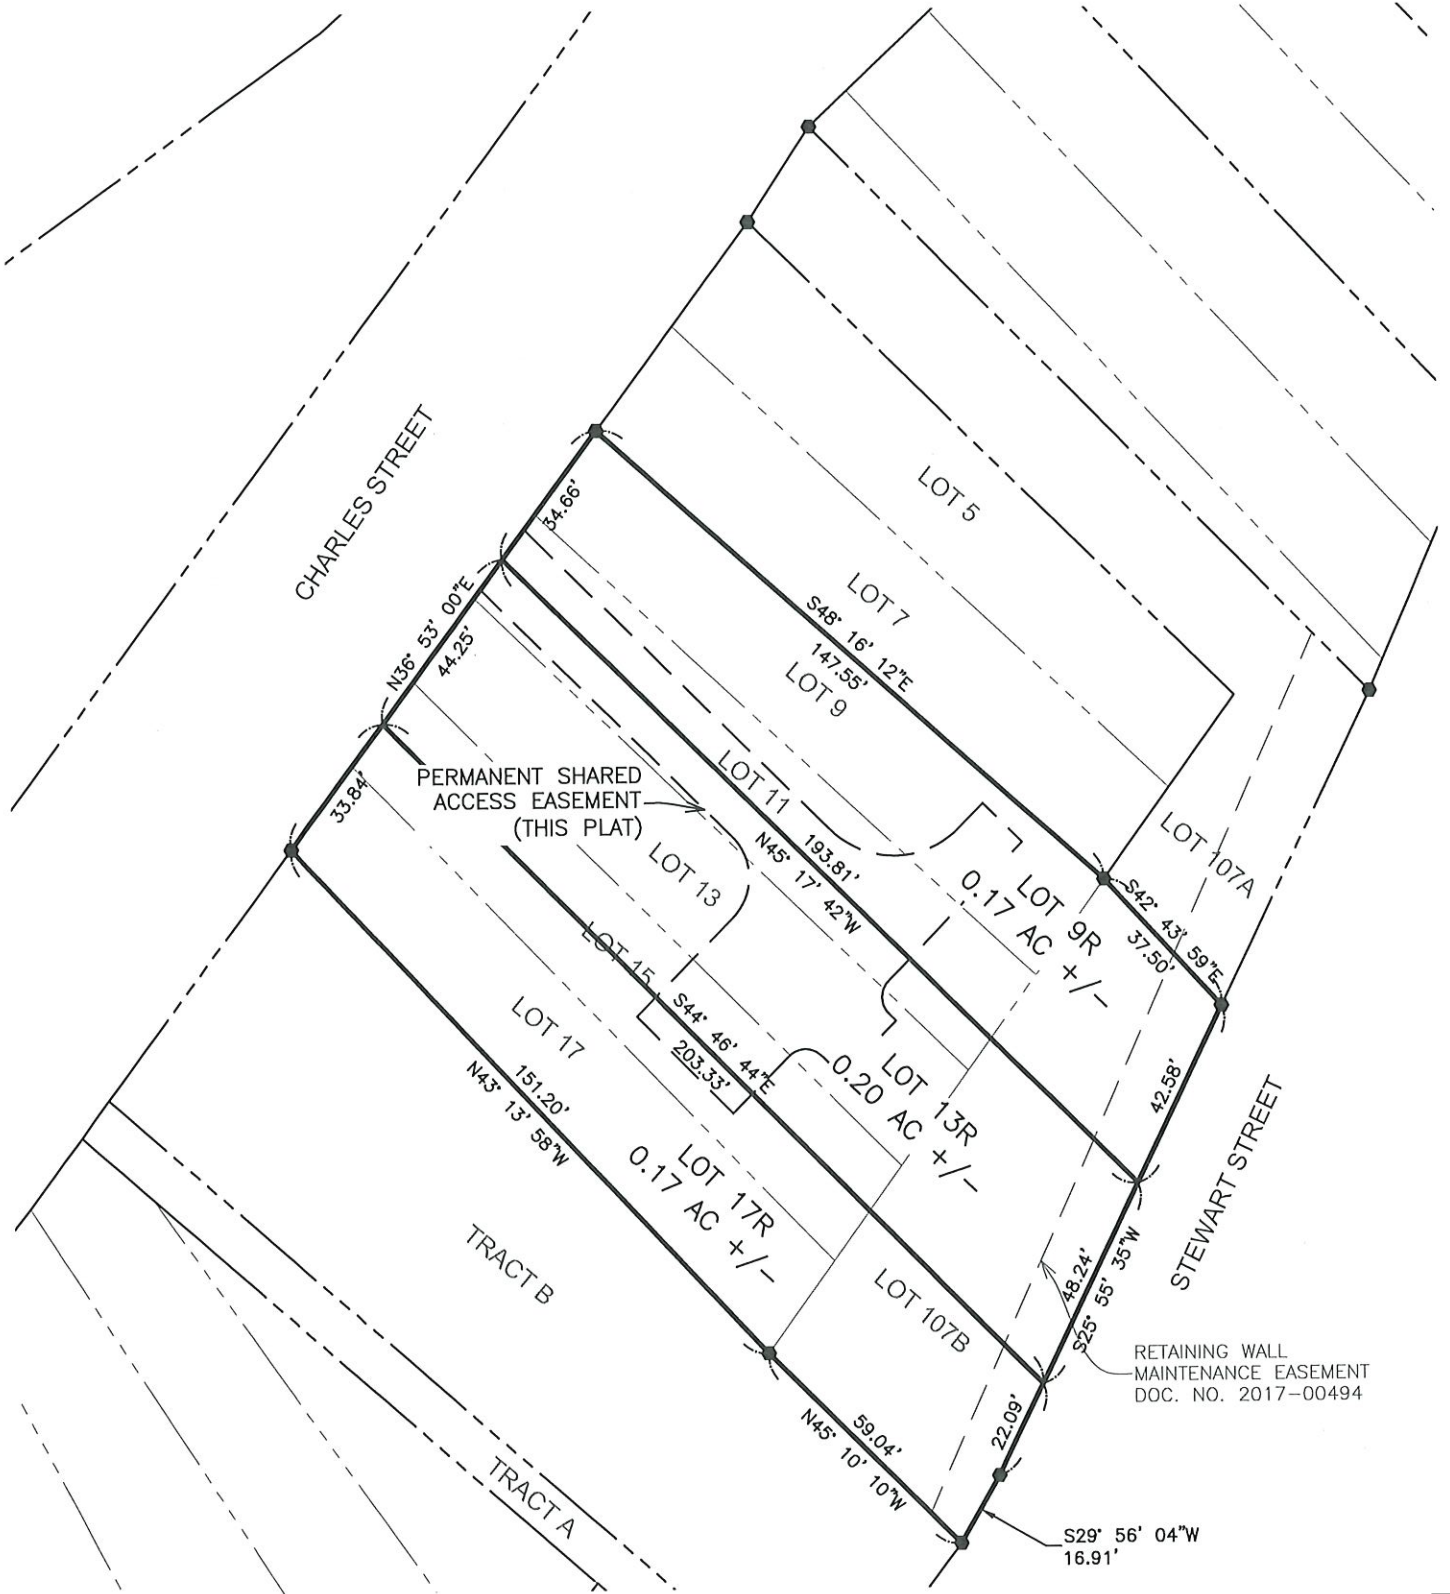 CHARLES STREET
LOT 5
LOT 7
S48° 16' 12"E
147.55'
LOT 9
34.66'
N36° 53' 00"E
44.25'
33.84'
PERMANENT SHARED
ACCESS EASEMENT
(THIS PLAT)
LOT 11
193.81'
N45° 17' 42"W
LOT 13
LOT 15
LOT 17
LOT 107A
LOT 9R
0.17 AC +/-
S42° 43' 59"E
37.50'
42.58'
S44° 46' 44"E
203.33'
LOT 13R
0.20 AC +/-
151.20'
N43° 13' 58"W
LOT 17R
0.17 AC +/-
STEWART STREET
48.24'
S25° 55' 35"W
TRACT B
LOT 107B
RETAINING WALL
MAINTENANCE EASEMENT
DOC. NO. 2017-00494
22.09'
59.04'
N45° 10' 10"W
TRACT A
S29° 56' 04"W
16.91'